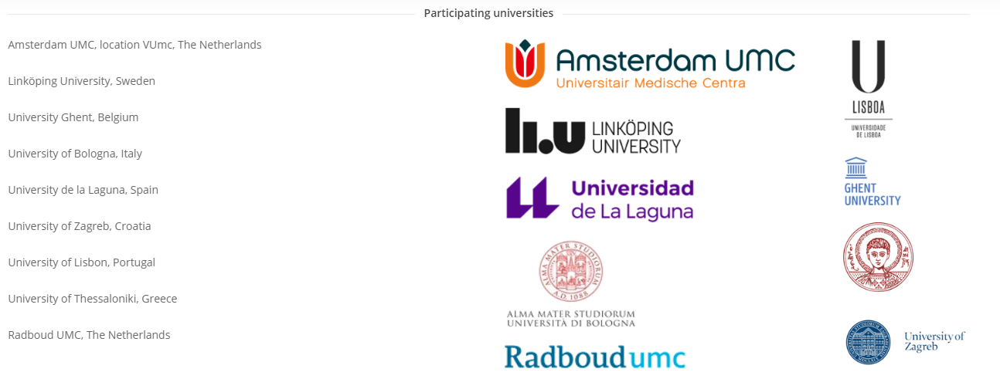 Participating universities
Amsterdam UMC, location VUmc, The Netherlands
Linköping University, Sweden
University Ghent, Belgium
University of Bologna, Italy
University de la Laguna, Spain
University of Zagreb, Croatia
University of Lisbon, Portugal
University of Thessaloniki, Greece
Radboud UMC, The Netherlands
Amsterdam UMC
Universitair Medische Centra
li.u LINKÖPING
UNIVERSITY
Universidad
de La Laguna
ALMA MATER STUDIORUM
A.D. 1088
ALMA MATER STUDIORUM
UNIVERSITÀ DI BOLOGNA
Radboudumc
U
LISBOA
UNIVERSIDADE
DE LISBOA
GHENT
UNIVERSITY
University of
Zagreb